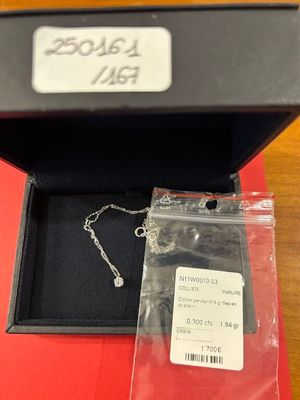 250161
/167
N11W0010 03
COLLIER PARURE
Collier pendentif 4 griffes en
or blanc
0.300 cts 1.84 gr
1 700€